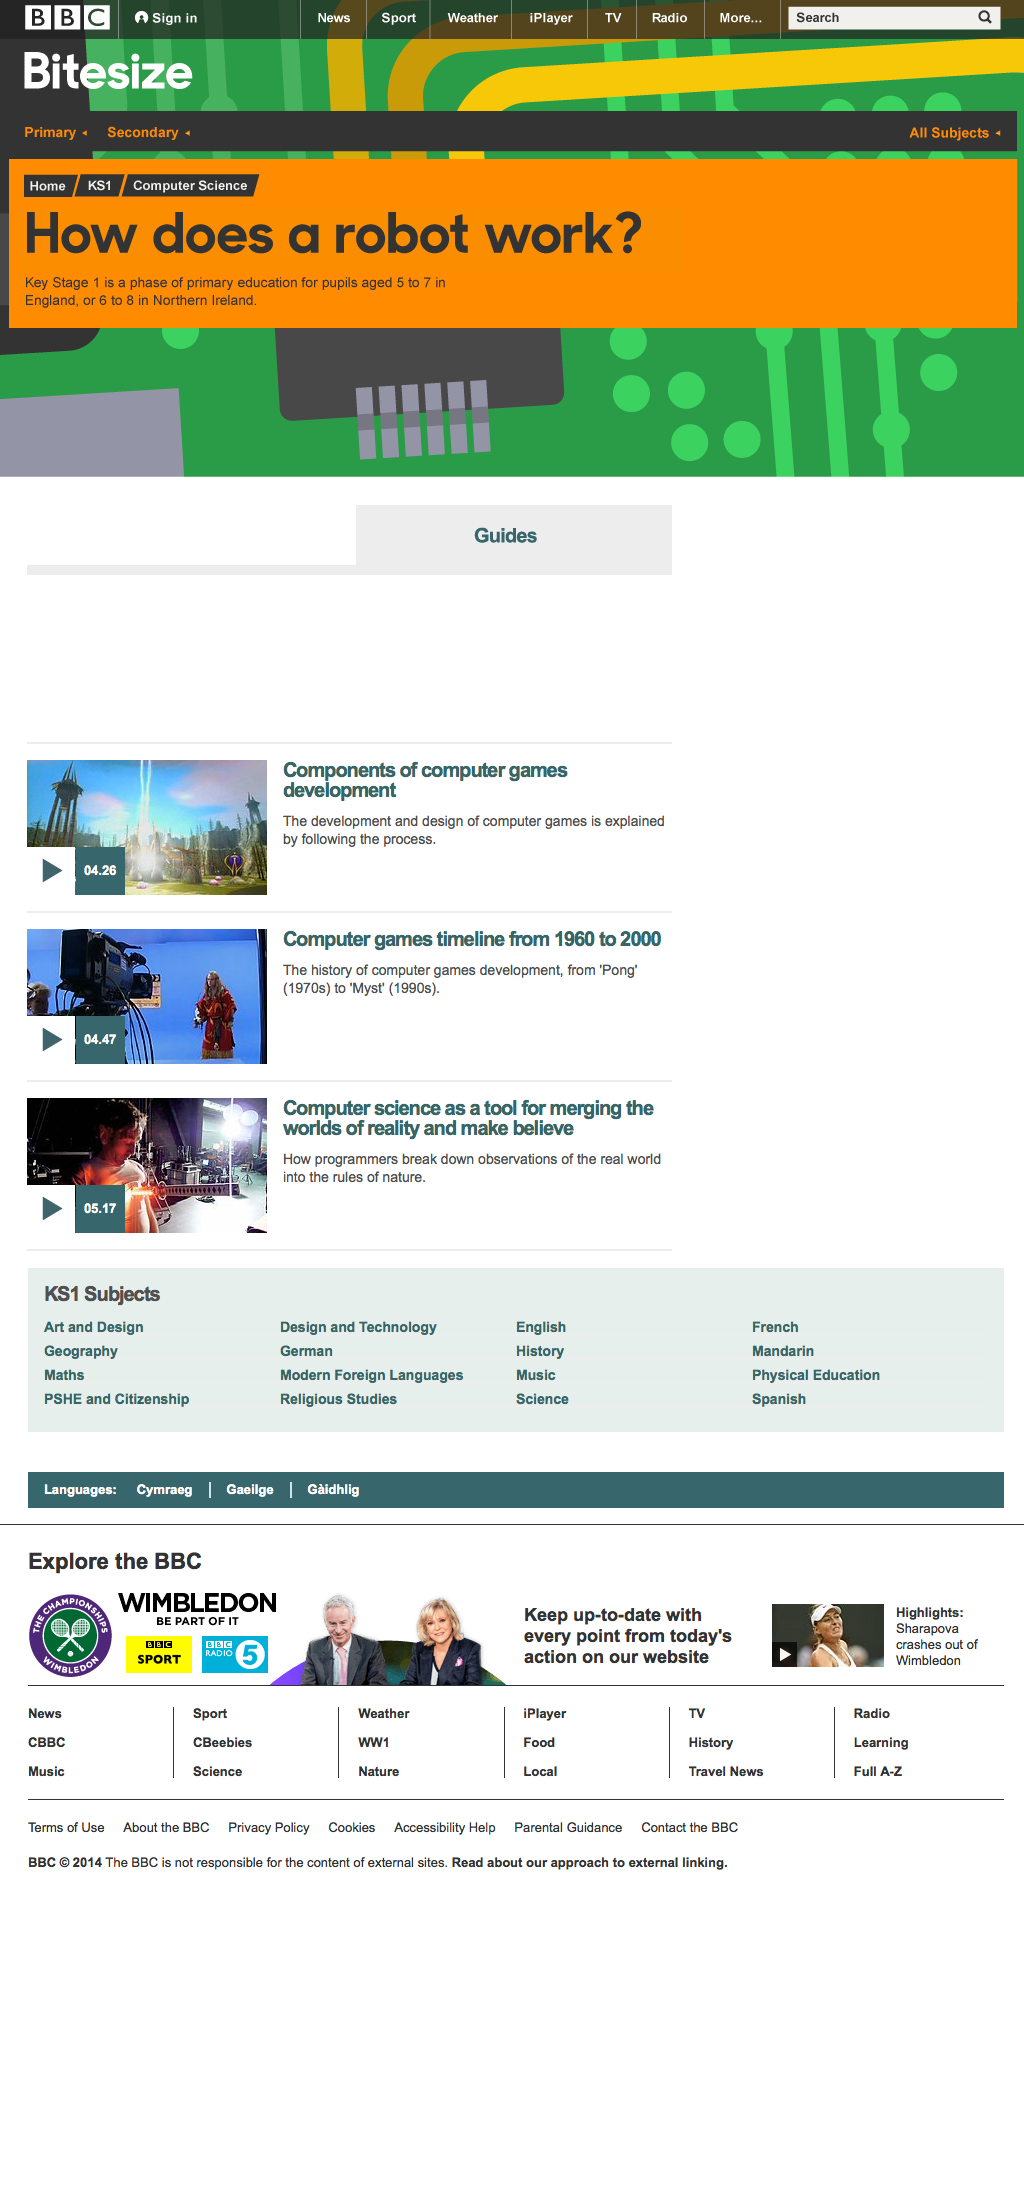 BBC
Sign in
News
Sport
Weather
iPlayer
TV
Radio
More...
Search
Bitesize
Primary
Secondary
All Subjects
Home
KS1
Computer Science
How does a robot work?
Key Stage 1 is a phase of primary education for pupils aged 5 to 7 in
England, or 6 to 8 in Northern Ireland.
Guides
Components of computer games
development
The development and design of computer games is explained
by following the process.
04.26
Computer games timeline from 1960 to 2000
The history of computer games development, from 'Pong'
(1970s) to 'Myst' (1990s).
04.47
Computer science as a tool for merging the
worlds of reality and make believe
How programmers break down observations of the real world
into the rules of nature.
05.17
KS1 Subjects
Art and Design
Design and Technology
English
French
Geography
German
History
Mandarin
Maths
Modern Foreign Languages
Music
Physical Education
PSHE and Citizenship
Religious Studies
Science
Spanish
Languages:
Cymraeg
Gaeilge
Gàidhlig
Explore the BBC
THE CHAMPIONSHIPS
WIMBLEDON
WIMBLEDON
BE PART OF IT
BBC
SPORT
BBC
RADIO
5
Keep up-to-date with
every point from today's
action on our website
Highlights:
Sharapova
crashes out of
Wimbledon
News
Sport
Weather
iPlayer
TV
Radio
CBBC
CBeebies
WW1
Food
History
Learning
Music
Science
Nature
Local
Travel News
Full A-Z
Terms of Use
About the BBC
Privacy Policy
Cookies
Accessibility Help
Parental Guidance
Contact the BBC
BBC © 2014 The BBC is not responsible for the content of external sites. Read about our approach to external linking.